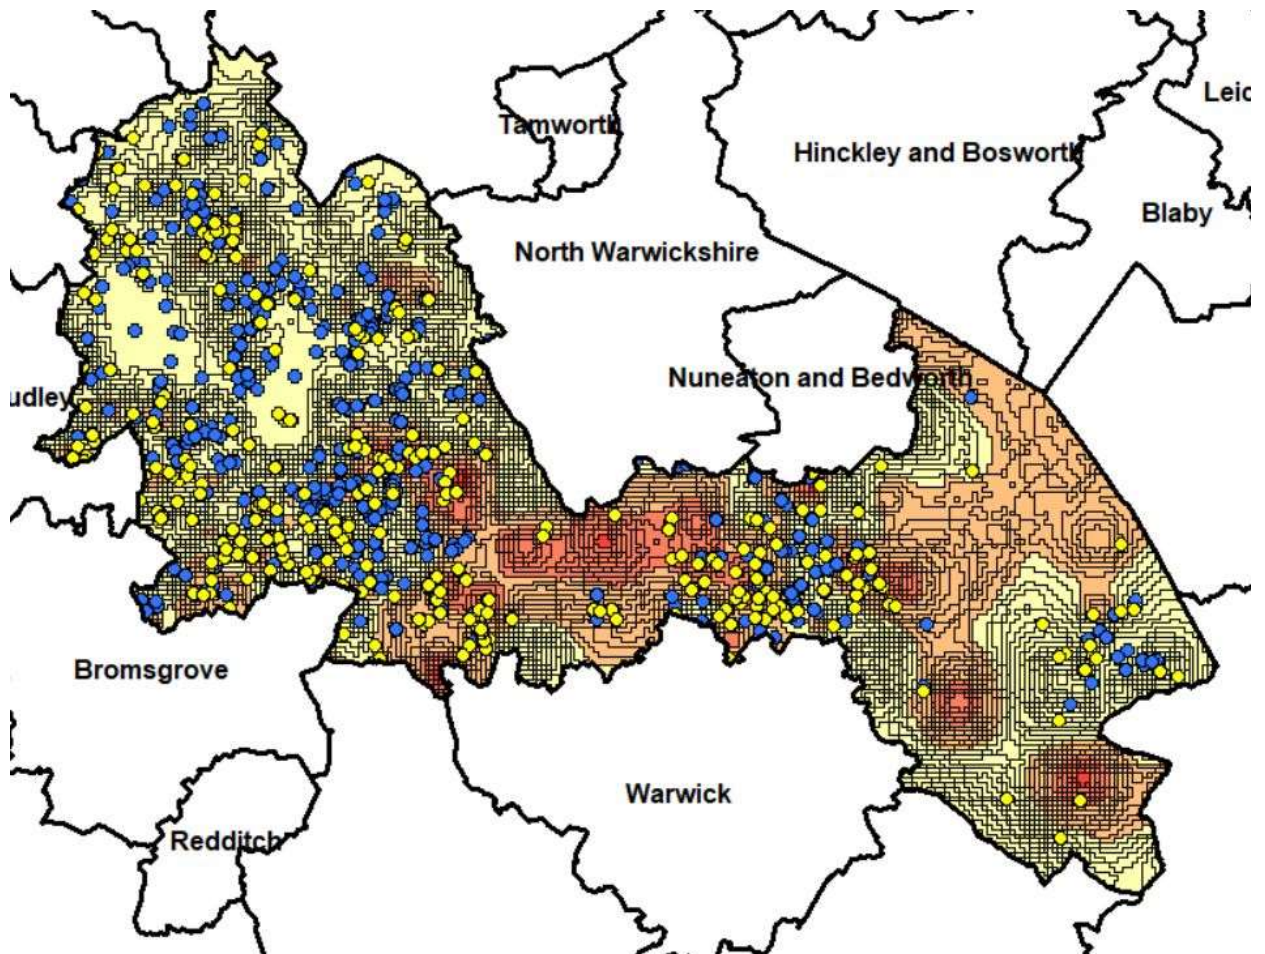 Leic
Tamworth
Hinckley and Bosworth
Blaby
North Warwickshire
Nuneaton and Bedworth
udley
Bromsgrove
Warwick
Redditch